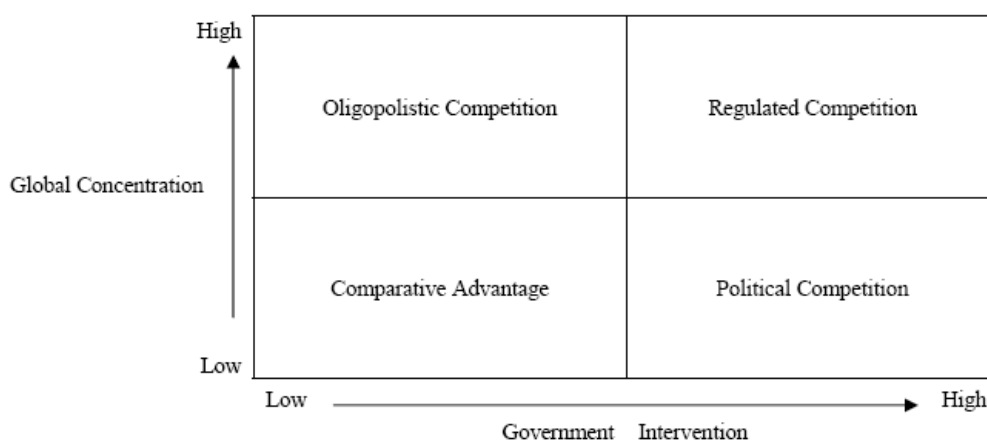 High
Oligopolistic Competition
Regulated Competition
Global Concentration
Comparative Advantage
Political Competition
Low
Low
High
Government Intervention